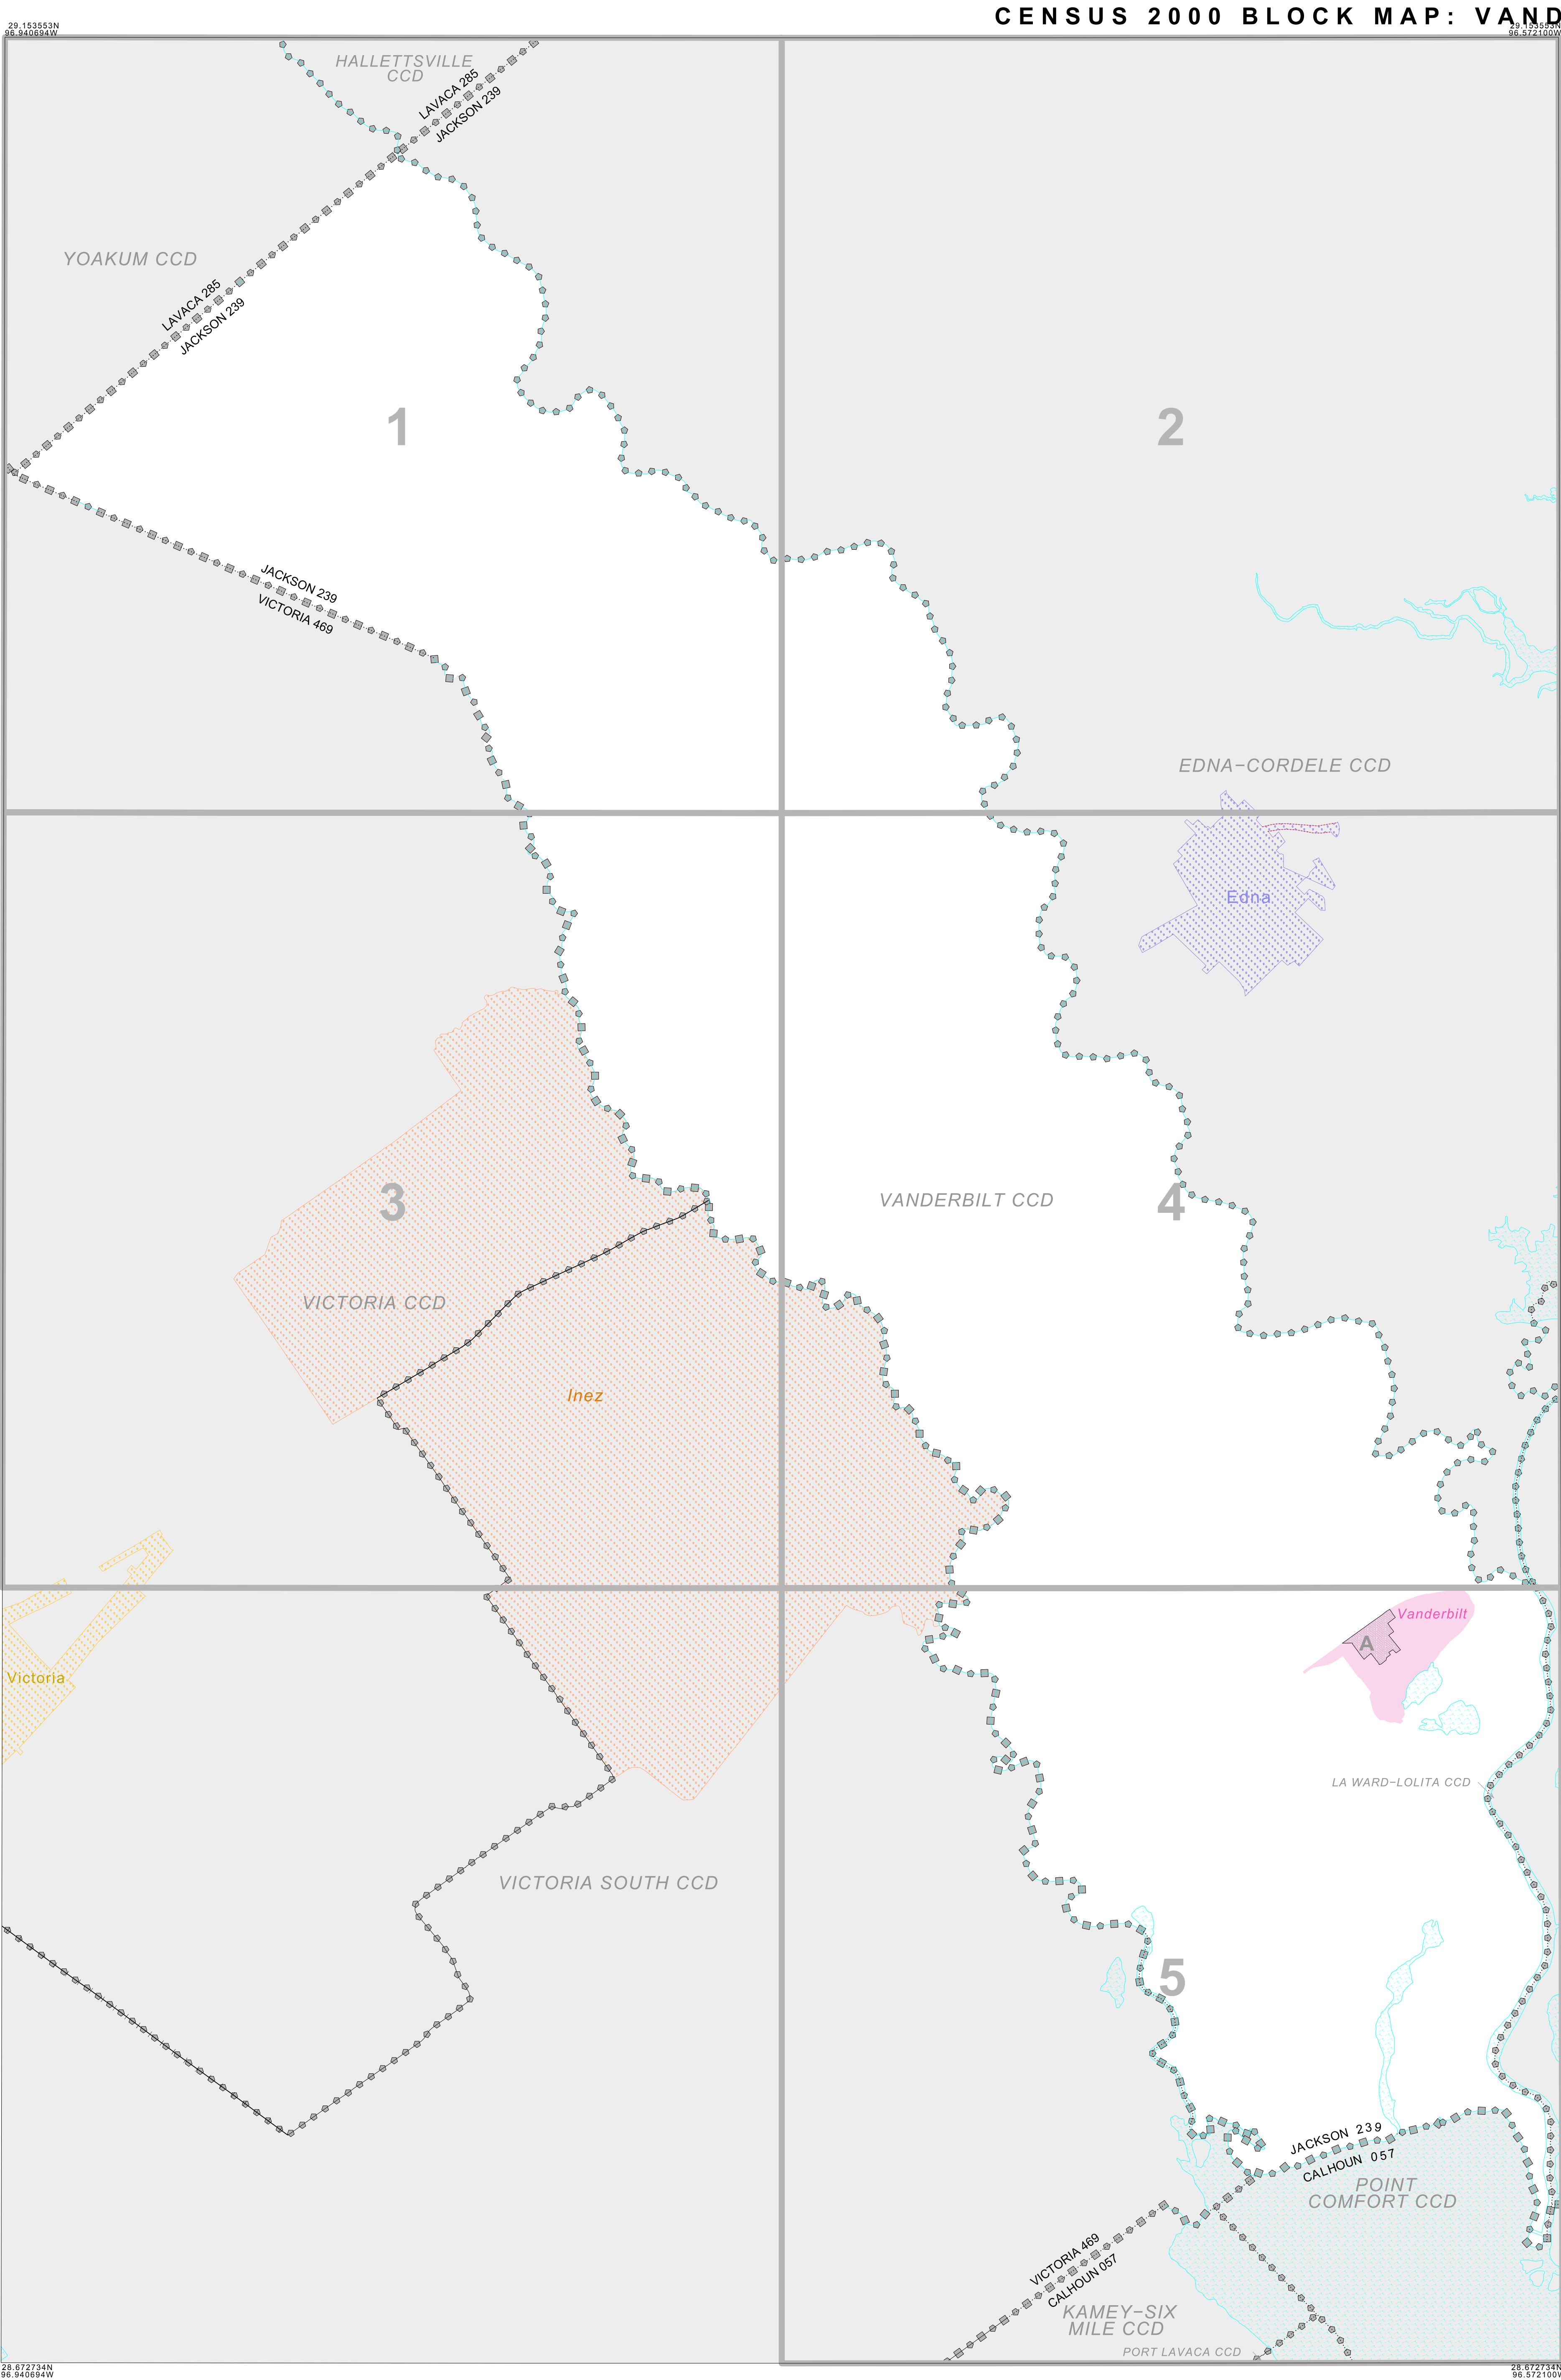 CENSUS 2000 BLOCK MAP: VAND
29.153553N
96.940694W
29.153553N
96.572100W
HALLETTSVILLE
CCD
LAVACA 285
JACKSON 239
YOAKUM CCD
LAVACA 285
JACKSON 239
1
2
JACKSON 239
VICTORIA 469
EDNA-CORDELE CCD
Edna
3
VANDERBILT CCD
4
VICTORIA CCD
Inez
Vanderbilt
A
Victoria
LA WARD-LOLITA CCD
VICTORIA SOUTH CCD
5
JACKSON 239
CALHOUN 057
POINT
COMFORT CCD
VICTORIA 469
CALHOUN 057
KAMEY-SIX
MILE CCD
PORT LAVACA CCD
28.672734N
96.940694W
28.672734N
96.572100W